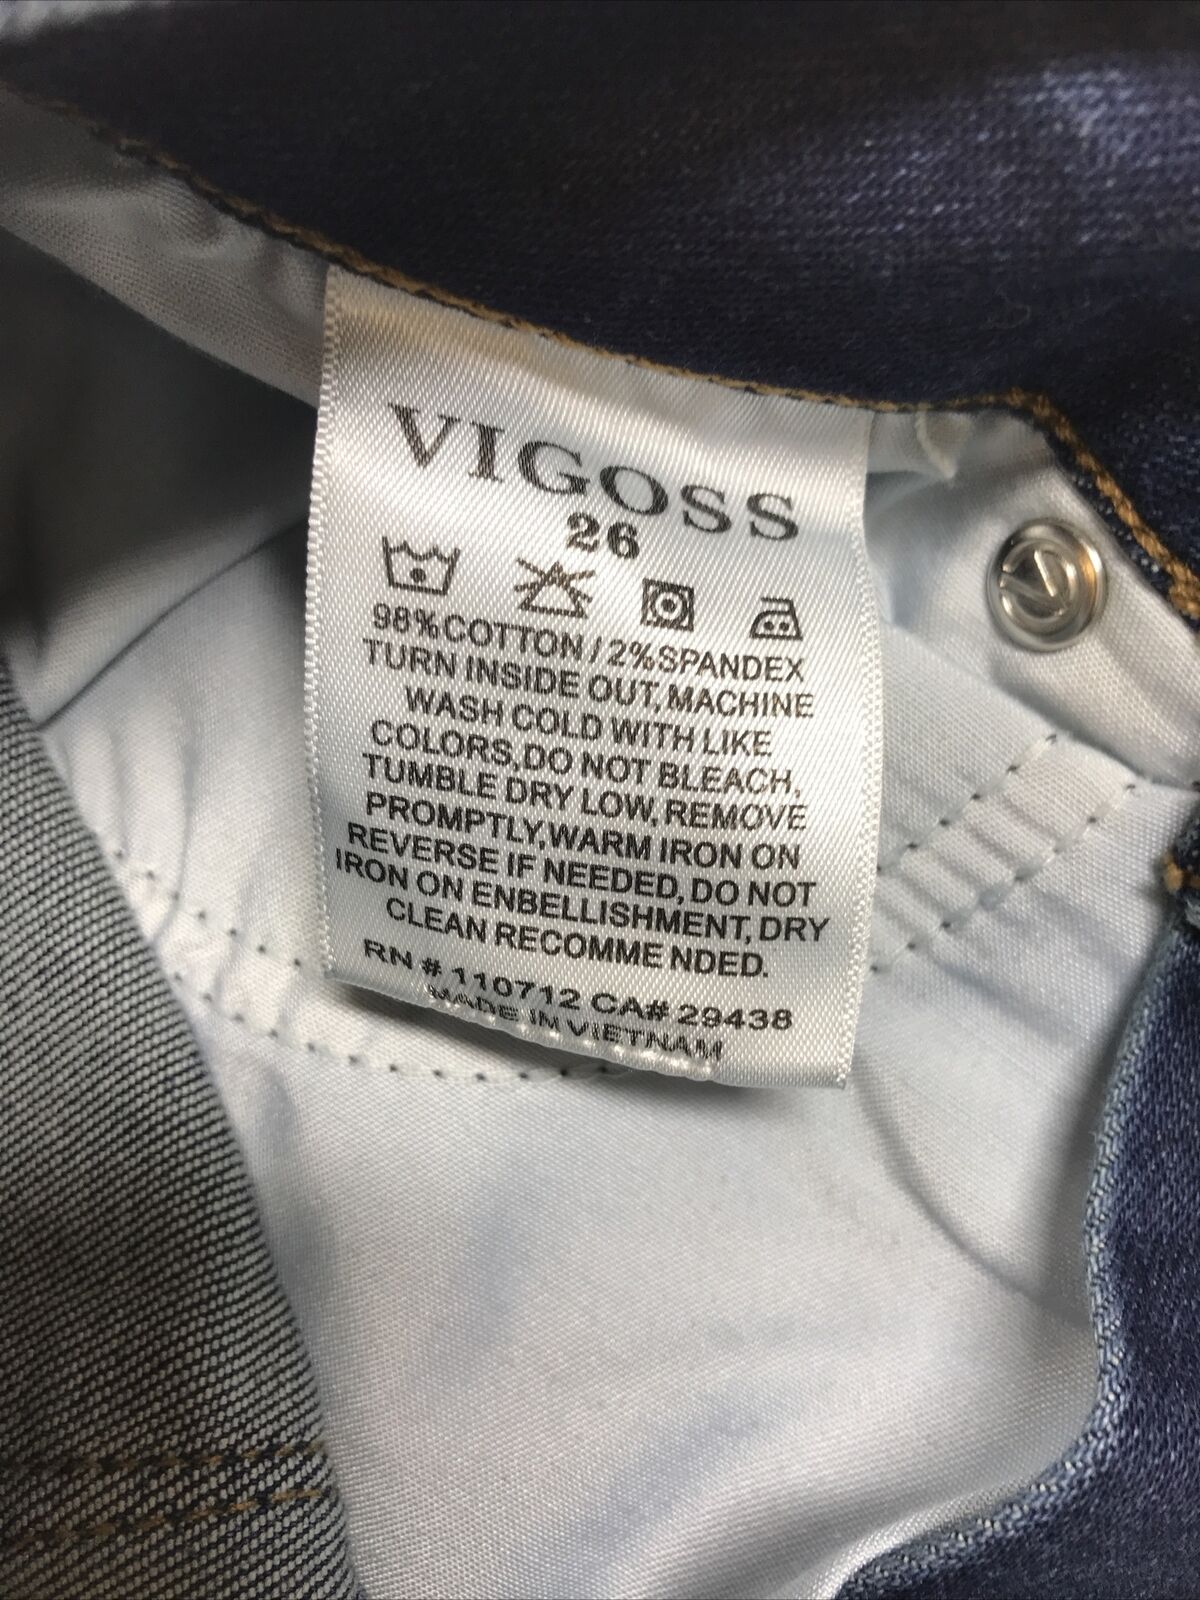 VIGOSS
26
98%COTTON/2%SPANDEX
TURN INSIDE OUT, MACHINE
WASH COLD WITH LIKE
COLORS,DO NOT BLEACH,
TUMBLE DRY LOW, REMOVE
PROMPTLY,WARM IRON ON
REVERSE IF NEEDED, DO NOT
IRON ON ENBELLISHMENT, DRY
CLEAN RECOMME NDED.
RN # 110712 CA# 29438
MADE IN VIETNAM